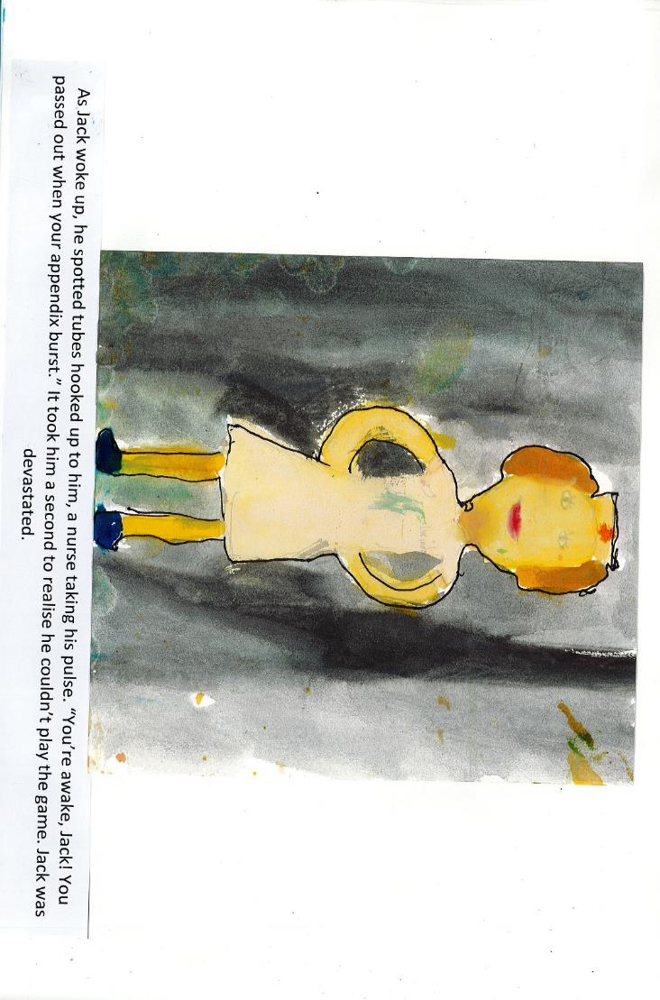 As Jack woke up, he spotted tubes hooked up to him, a nurse taking his pulse. “You’re awake, Jack! You
passed out when your appendix burst.” It took him a second to realise he couldn’t play the game. Jack was
devastated.